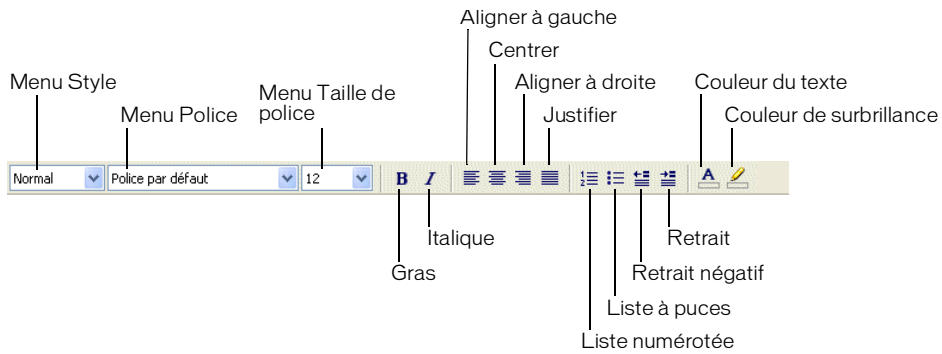 Aligner à gauche
Centrer
Menu Style
Menu Taille de
police
Aligner à droite
Couleur du texte
Menu Police
Justifier
Couleur de surbrillance
Normal
Police par défaut
12
B
I
A
Italique
Retrait
Gras
Retrait négatif
Liste à puces
Liste numérotée